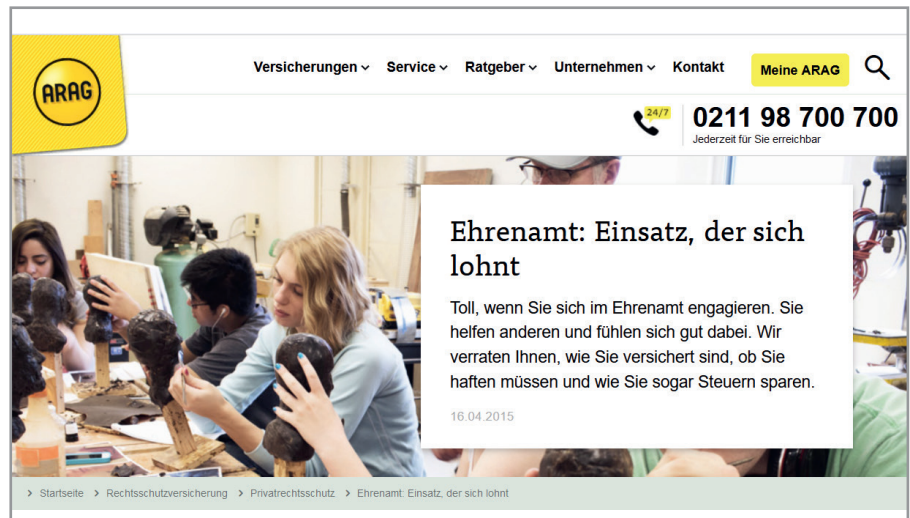 ARAG
Versicherungen Service Ratgeber Unternehmen Kontakt Meine ARAG
24/7
0211 98 700 700
Jederzeit für Sie erreichbar
Ehrenamt: Einsatz, der sich
lohnt
Toll, wenn Sie sich im Ehrenamt engagieren. Sie
helfen anderen und fühlen sich gut dabei. Wir
verraten Ihnen, wie Sie versichert sind, ob Sie
haften müssen und wie Sie sogar Steuern sparen.
16.04.2015
> Startseite > Rechtsschutzversicherung > Privatrechtsschutz > Ehrenamt: Einsatz, der sich lohnt